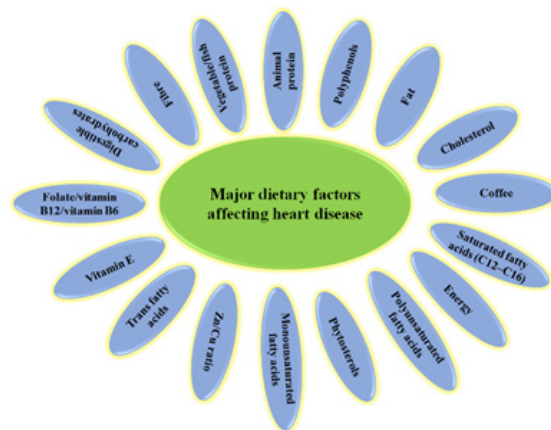 Major dietary factors
affecting heart disease
Animal
protein
Polyphenols
Fat
Cholesterol
Coffee
Saturated fatty
acids (C12–C16)
Energy
Polyunsaturated
fatty acids
Phytosterols
Monounsaturated
fatty acids
Zn/Cu ratio
Trans fatty
acids
Vitamin E
Folate/vitamin
B12/vitamin B6
Digestible
carbohydrates
Fibre
Vegetable/fish
protein